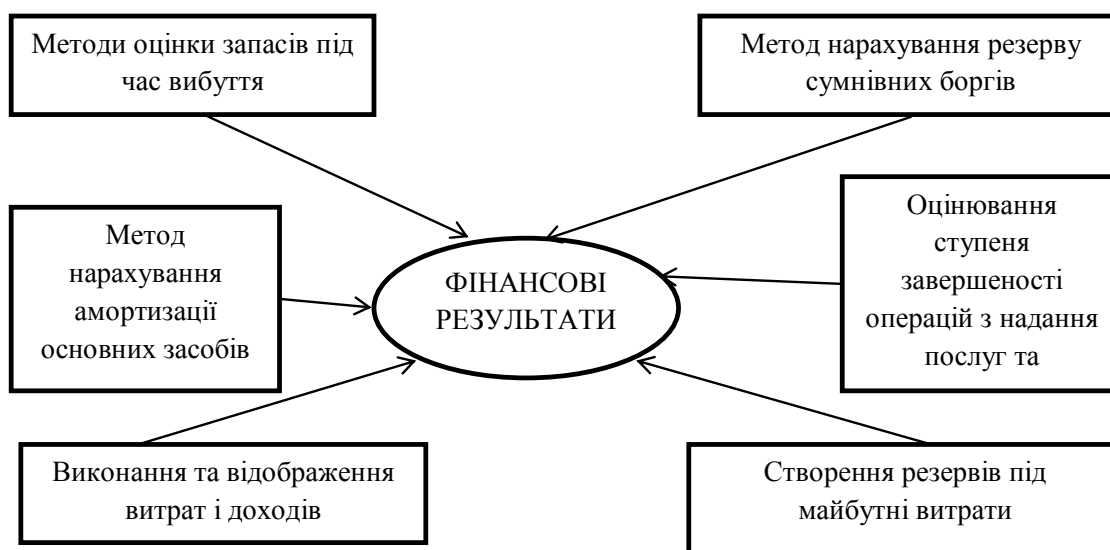 Методи оцінки запасів під
час вибуття
Метод нарахування резерву
сумнівних боргів
Метод
нарахування
амортизації
основних засобів
ФІНАНСОВІ
РЕЗУЛЬТАТИ
Оцінювання
ступеня
завершеності
операцій з надання
послуг та
Виконання та відображення
витрат і доходів
Створення резервів під
майбутні витрати